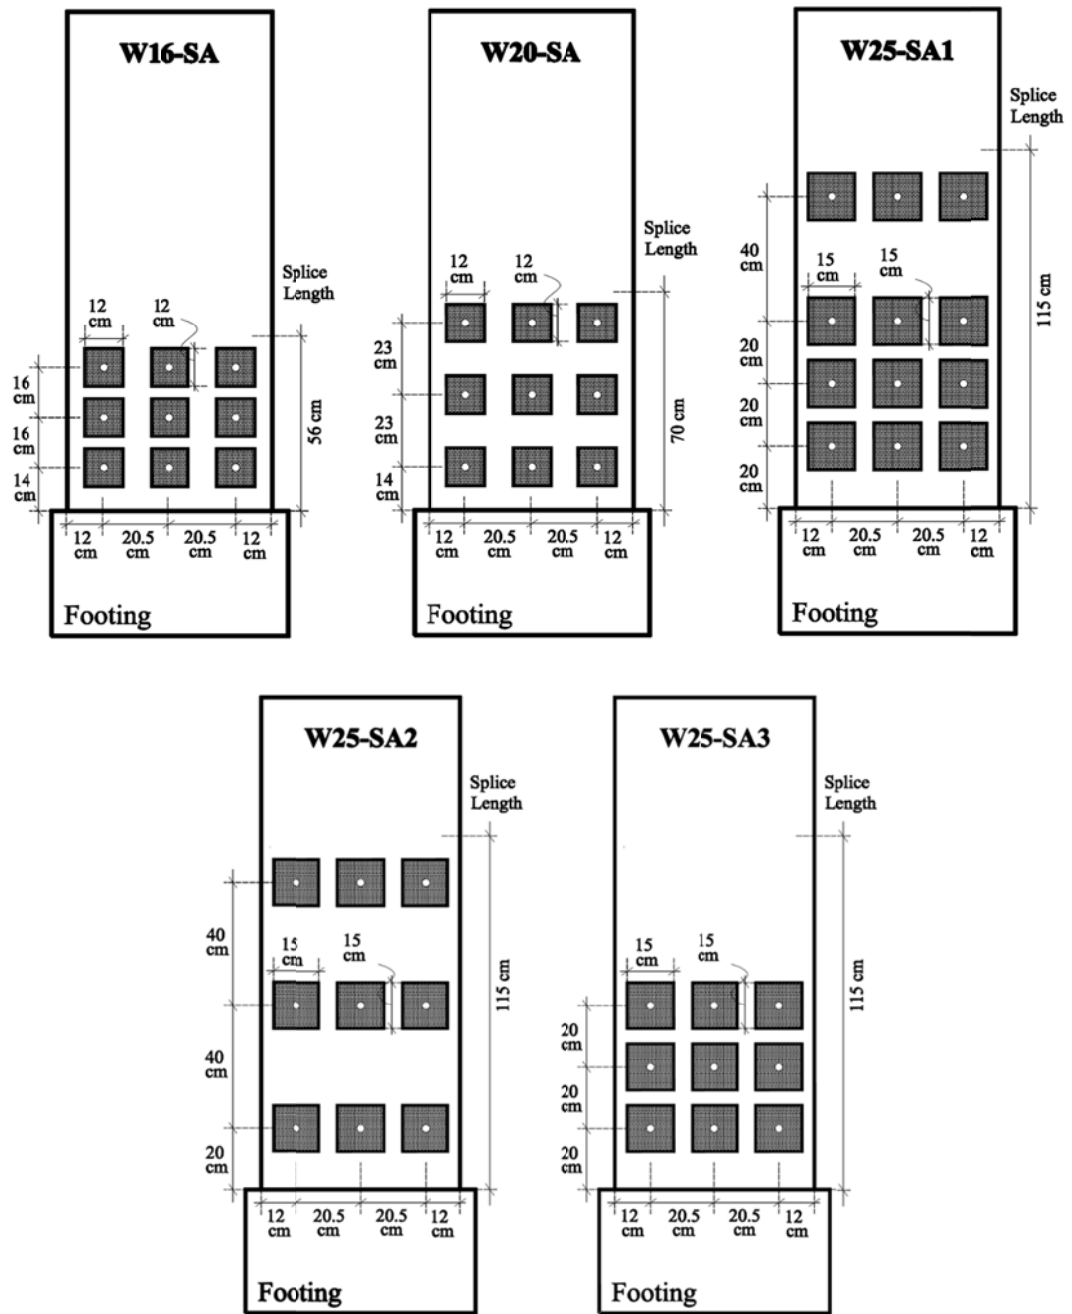 W16-SA
Splice
Length
12
cm
12
cm
16
cm
16
cm
14
cm
56 cm
12
cm
20.5
cm
20.5
cm
12
cm
Footing
W20-SA
Splice
Length
12
cm
12
cm
23
cm
23
cm
14
cm
70 cm
12
cm
20.5
cm
20.5
cm
12
cm
Footing
W25-SA1
Splice
Length
40
cm
15
cm
15
cm
20
cm
20
cm
20
cm
115 cm
12
cm
20.5
cm
20.5
cm
12
cm
Footing
W25-SA2
Splice
Length
40
cm
15
cm
15
cm
40
cm
20
cm
115 cm
12
cm
20.5
cm
20.5
cm
12
cm
Footing
W25-SA3
Splice
Length
15
cm
15
cm
20
cm
20
cm
20
cm
115 cm
12
cm
20.5
cm
20.5
cm
12
cm
Footing